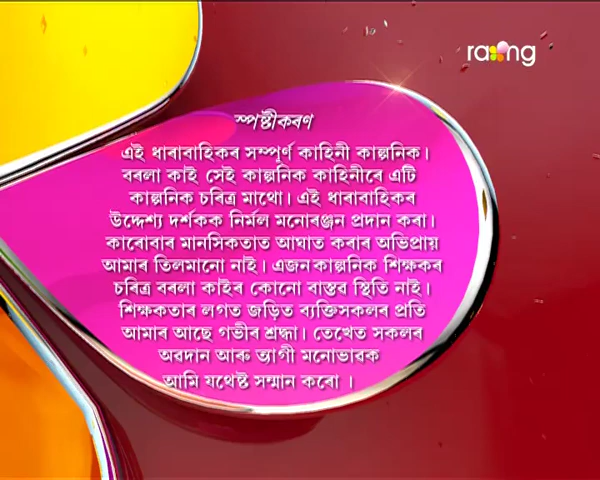 rang
স্পষ্টীকৰণ
এই ধাৰাবাহিকৰ সম্পূৰ্ণ কাহিনী কাল্পনিক।
বৰলা কাই সেই কাল্পনিক কাহিনীৰে এটি
কাল্পনিক চৰিত্ৰ মাথো। এই ধাৰাবাহিকৰ
উদ্দেশ্য দৰ্শকক নিৰ্মল মনোৰঞ্জন প্ৰদান কৰা।
কাৰোবাৰ মানসিকতাত আঘাত কৰাৰ অভিপ্ৰায়
আমাৰ তিলমানো নাই। এজন কাল্পনিক শিক্ষকৰ
চৰিত্ৰ বৰলা কাইৰ কোনো বাস্তৱ স্থিতি নাই।
শিক্ষকতাৰ লগত জড়িত ব্যক্তিসকলৰ প্ৰতি
আমাৰ আছে গভীৰ শ্ৰদ্ধা। তেখেত সকলৰ
অৱদান আৰু ত্যাগী মনোভাৱক
আমি যথেষ্ট সন্মান কৰো ।